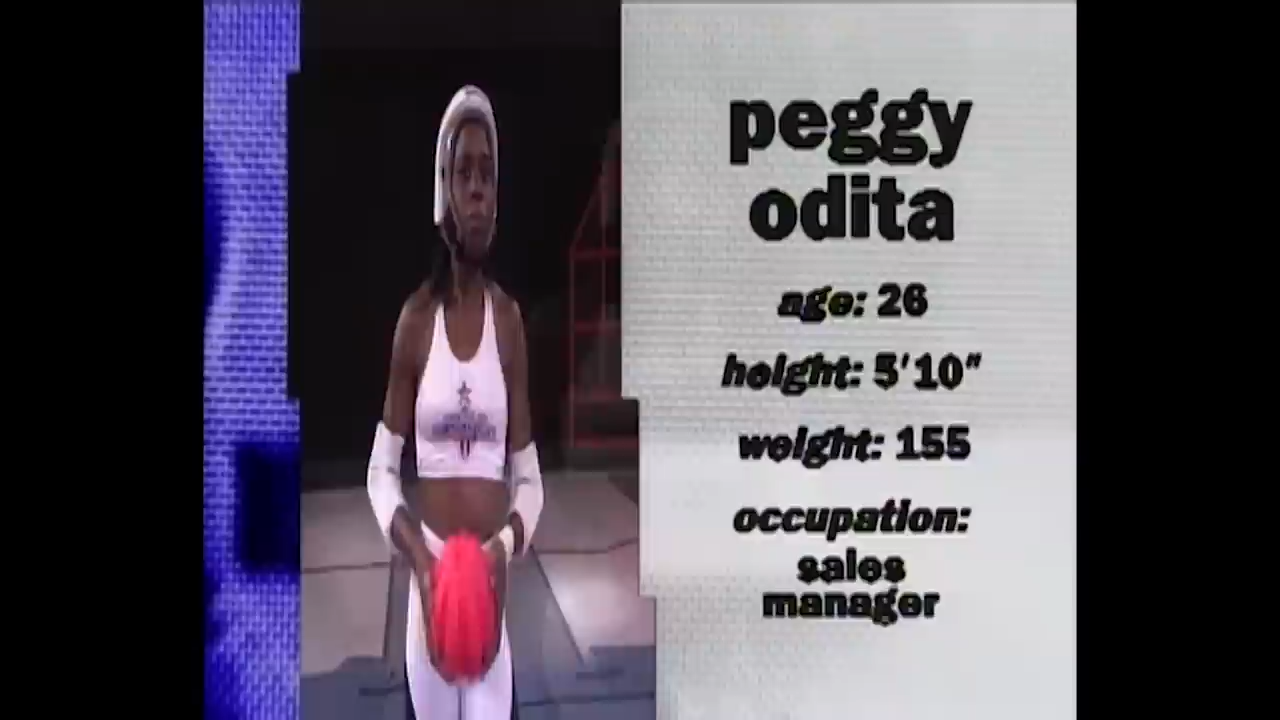 peggy
odita
age: 26
height: 5'10"
weight: 155
occupation:
sales
manager